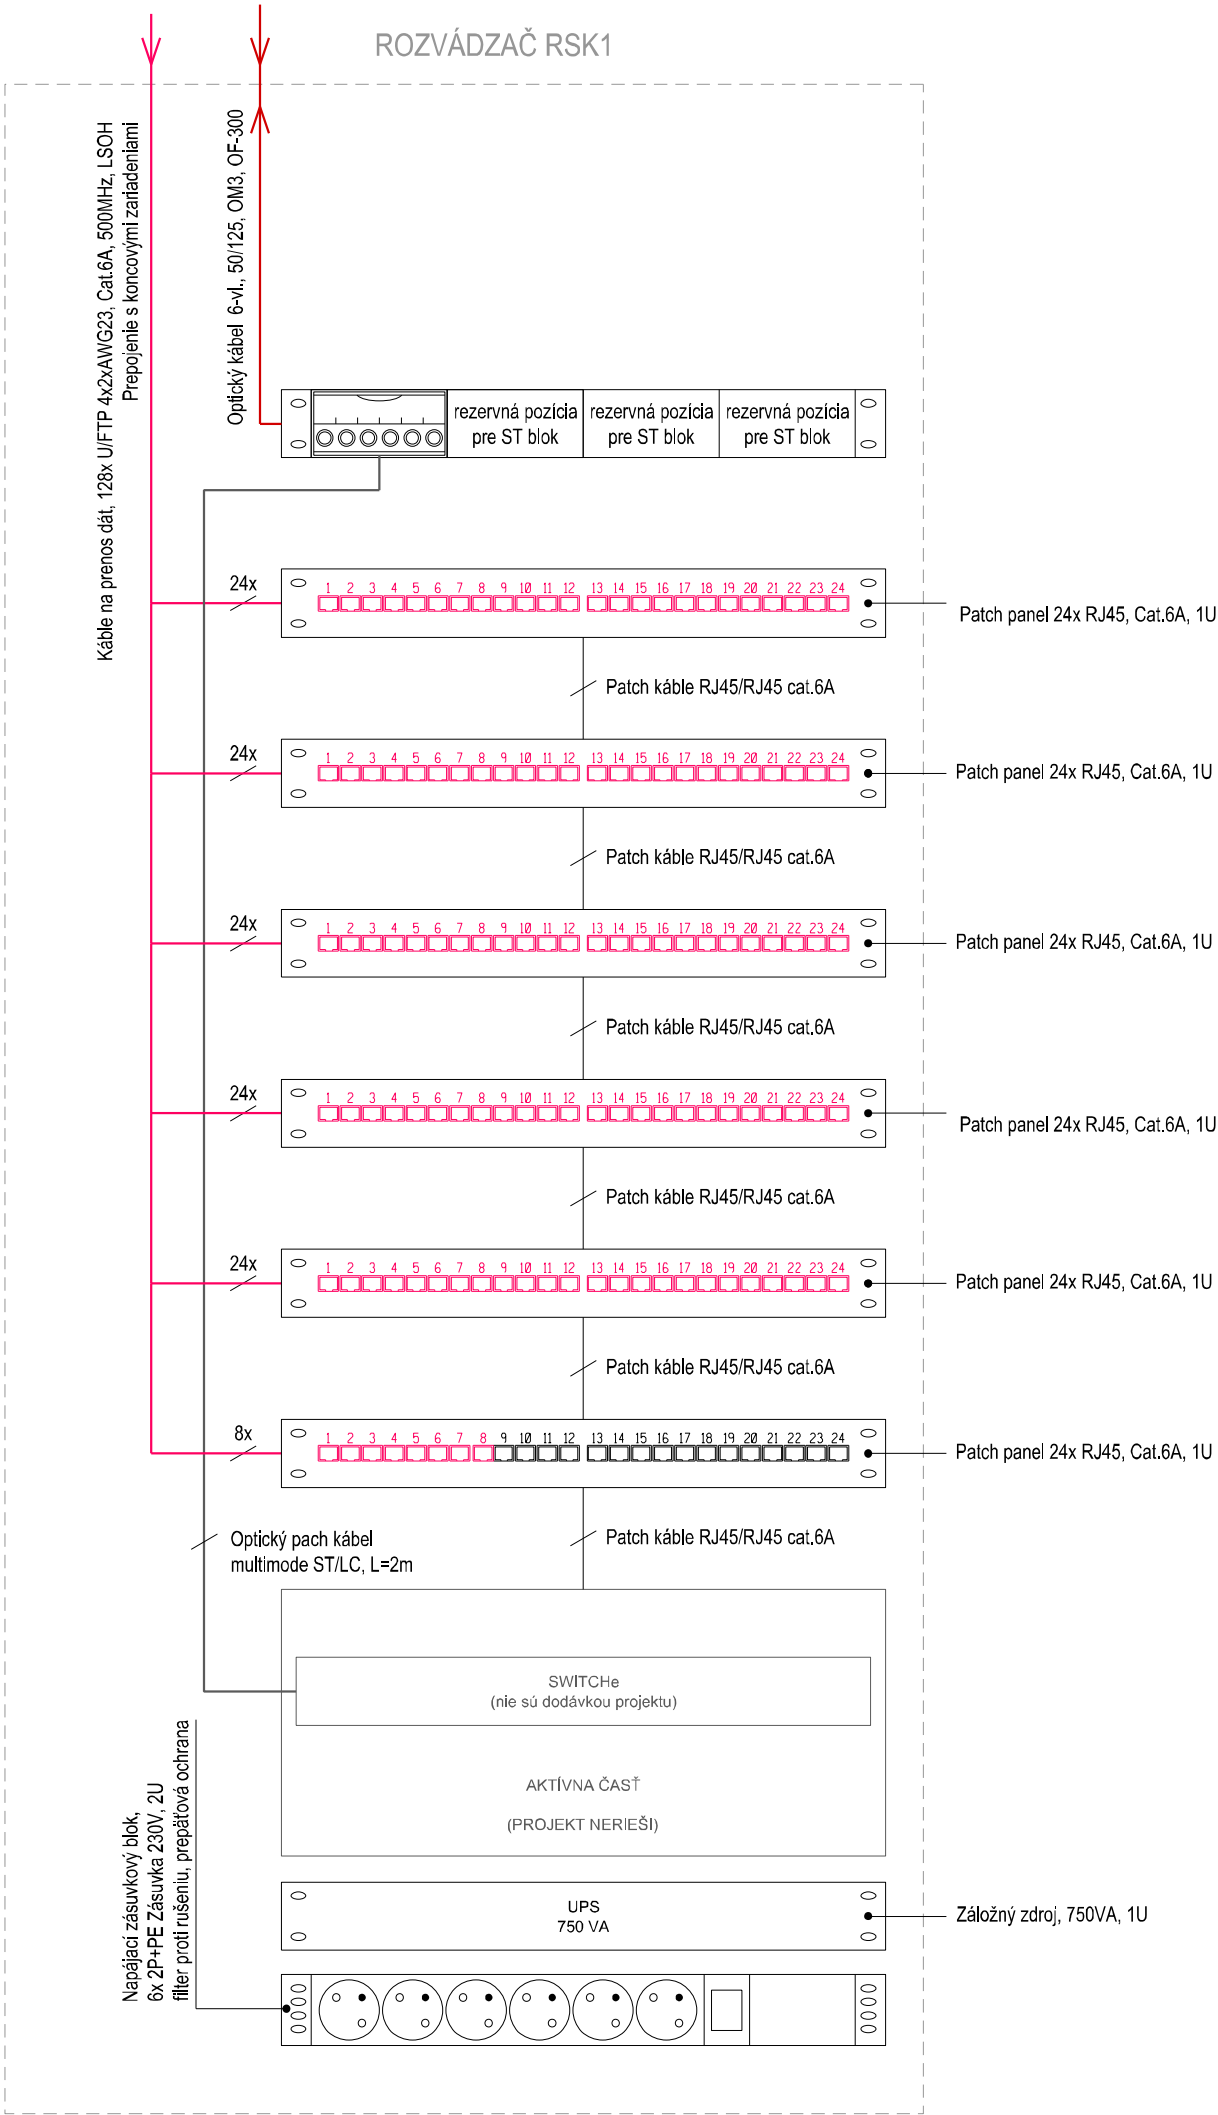 ROZVÁDZAČ RSK1
Káble na prenos dát, 128x U/FTP 4x2xAWG23, Cat.6A, 500MHz, LSOH
Prepojenie s koncovými zariadeniami
Optický kábel 6-vl., 50/125, OM3, OF-300
rezervná pozícia
pre ST blok
rezervná pozícia
pre ST blok
rezervná pozícia
pre ST blok
24x
1 2 3 4 5 6 7 8 9 10 11 12 13 14 15 16 17 18 19 20 21 22 23 24
Patch panel 24x RJ45, Cat.6A, 1U
Patch káble RJ45/RJ45 cat.6A
24x
1 2 3 4 5 6 7 8 9 10 11 12 13 14 15 16 17 18 19 20 21 22 23 24
Patch panel 24x RJ45, Cat.6A, 1U
Patch káble RJ45/RJ45 cat.6A
24x
1 2 3 4 5 6 7 8 9 10 11 12 13 14 15 16 17 18 19 20 21 22 23 24
Patch panel 24x RJ45, Cat.6A, 1U
Patch káble RJ45/RJ45 cat.6A
24x
1 2 3 4 5 6 7 8 9 10 11 12 13 14 15 16 17 18 19 20 21 22 23 24
Patch panel 24x RJ45, Cat.6A, 1U
Patch káble RJ45/RJ45 cat.6A
24x
1 2 3 4 5 6 7 8 9 10 11 12 13 14 15 16 17 18 19 20 21 22 23 24
Patch panel 24x RJ45, Cat.6A, 1U
Patch káble RJ45/RJ45 cat.6A
8x
1 2 3 4 5 6 7 8 9 10 11 12 13 14 15 16 17 18 19 20 21 22 23 24
Patch panel 24x RJ45, Cat.6A, 1U
Optický pach kábel
multimode ST/LC, L=2m
Patch káble RJ45/RJ45 cat.6A
SWITCHe
(nie sú dodávkou projektu)
AKTÍVNA ČASŤ
(PROJEKT NERIEŠI)
Napájací zásuvkový blok,
6x 2P+PE Zásuvka 230V, 2U
filter proti rušeniu, prepäťová ochrana
UPS
750 VA
Záložný zdroj, 750VA, 1U